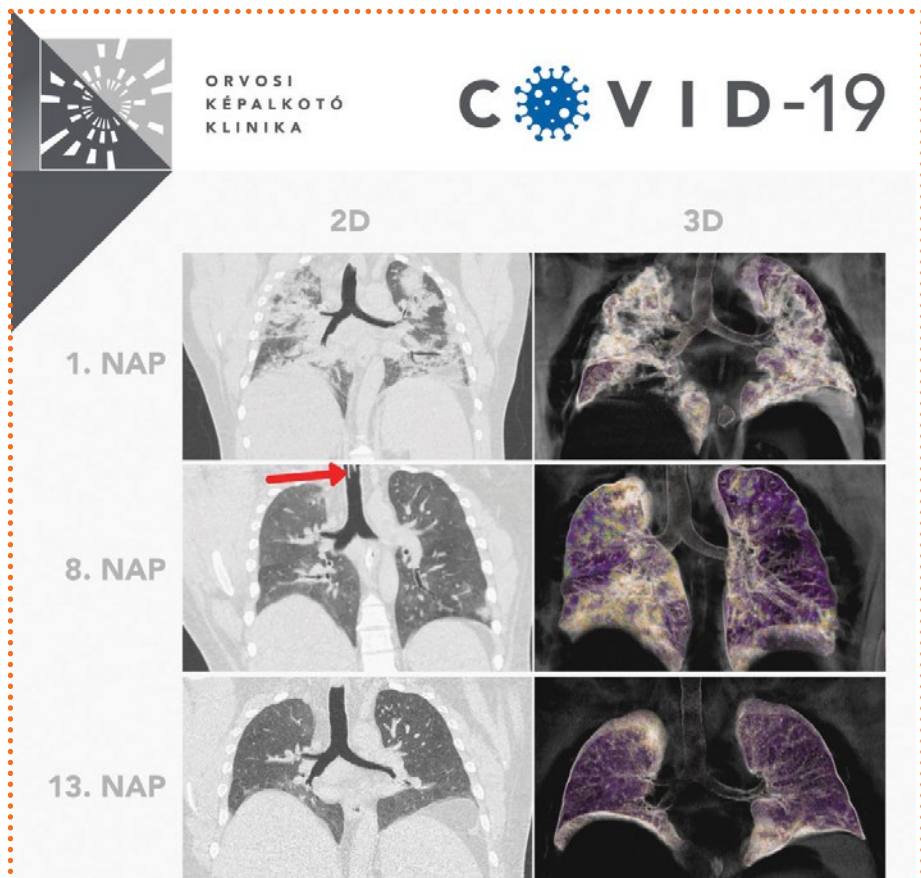 ORVOSI
KÉPALKOTÓ
KLINIKA
COVID-19
2D
3D
1. NAP
8. NAP
13. NAP